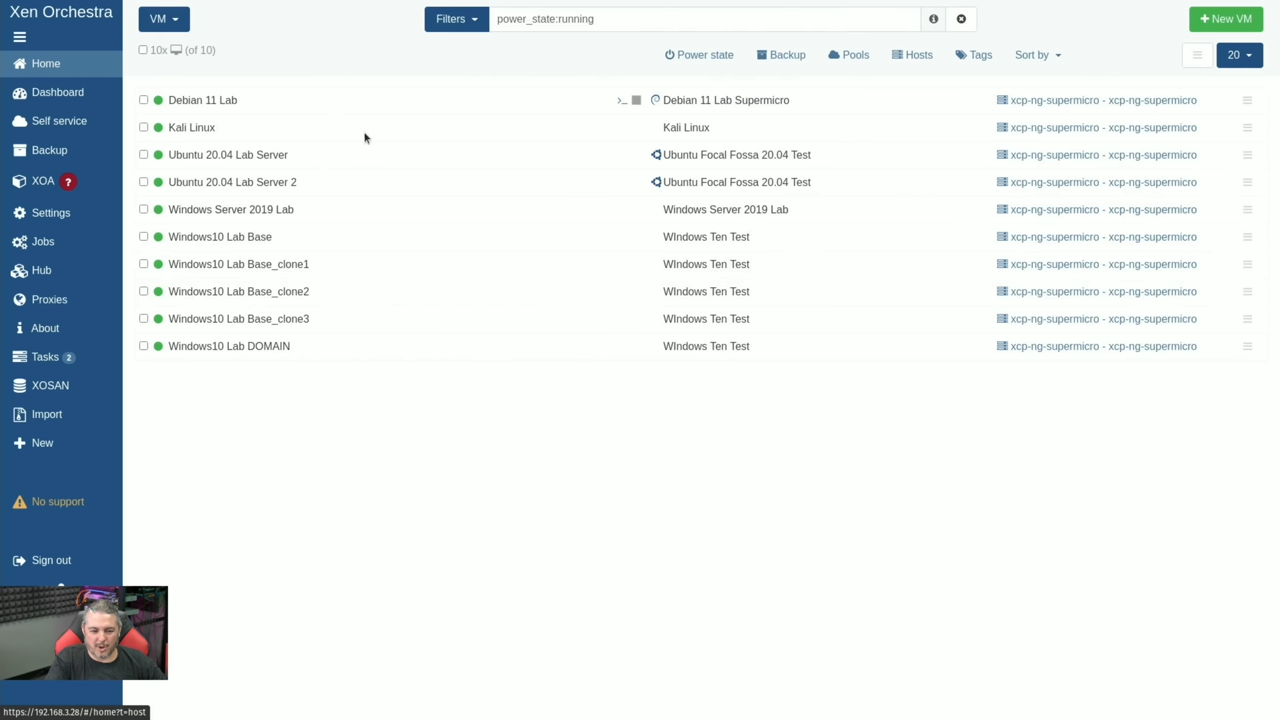 Xen Orchestra
Home
Dashboard
Self service
Backup
XOA ?
Settings
Jobs
Hub
Proxies
About
Tasks 2
XOSAN
Import
New
No support
Sign out
VM
Filters power_state:running
New VM
10x (of 10)
Power state Backup Pools Hosts Tags Sort by 20
Debian 11 Lab >_ Debian 11 Lab Supermicro xcp-ng-supermicro - xcp-ng-supermicro
Kali Linux Kali Linux xcp-ng-supermicro - xcp-ng-supermicro
Ubuntu 20.04 Lab Server Ubuntu Focal Fossa 20.04 Test xcp-ng-supermicro - xcp-ng-supermicro
Ubuntu 20.04 Lab Server 2 Ubuntu Focal Fossa 20.04 Test xcp-ng-supermicro - xcp-ng-supermicro
Windows Server 2019 Lab Windows Server 2019 Lab xcp-ng-supermicro - xcp-ng-supermicro
Windows10 Lab Base WIndows Ten Test xcp-ng-supermicro - xcp-ng-supermicro
Windows10 Lab Base_clone1 WIndows Ten Test xcp-ng-supermicro - xcp-ng-supermicro
Windows10 Lab Base_clone2 WIndows Ten Test xcp-ng-supermicro - xcp-ng-supermicro
Windows10 Lab Base_clone3 WIndows Ten Test xcp-ng-supermicro - xcp-ng-supermicro
Windows10 Lab DOMAIN WIndows Ten Test xcp-ng-supermicro - xcp-ng-supermicro
https://192.168.3.28/#/home?t=host